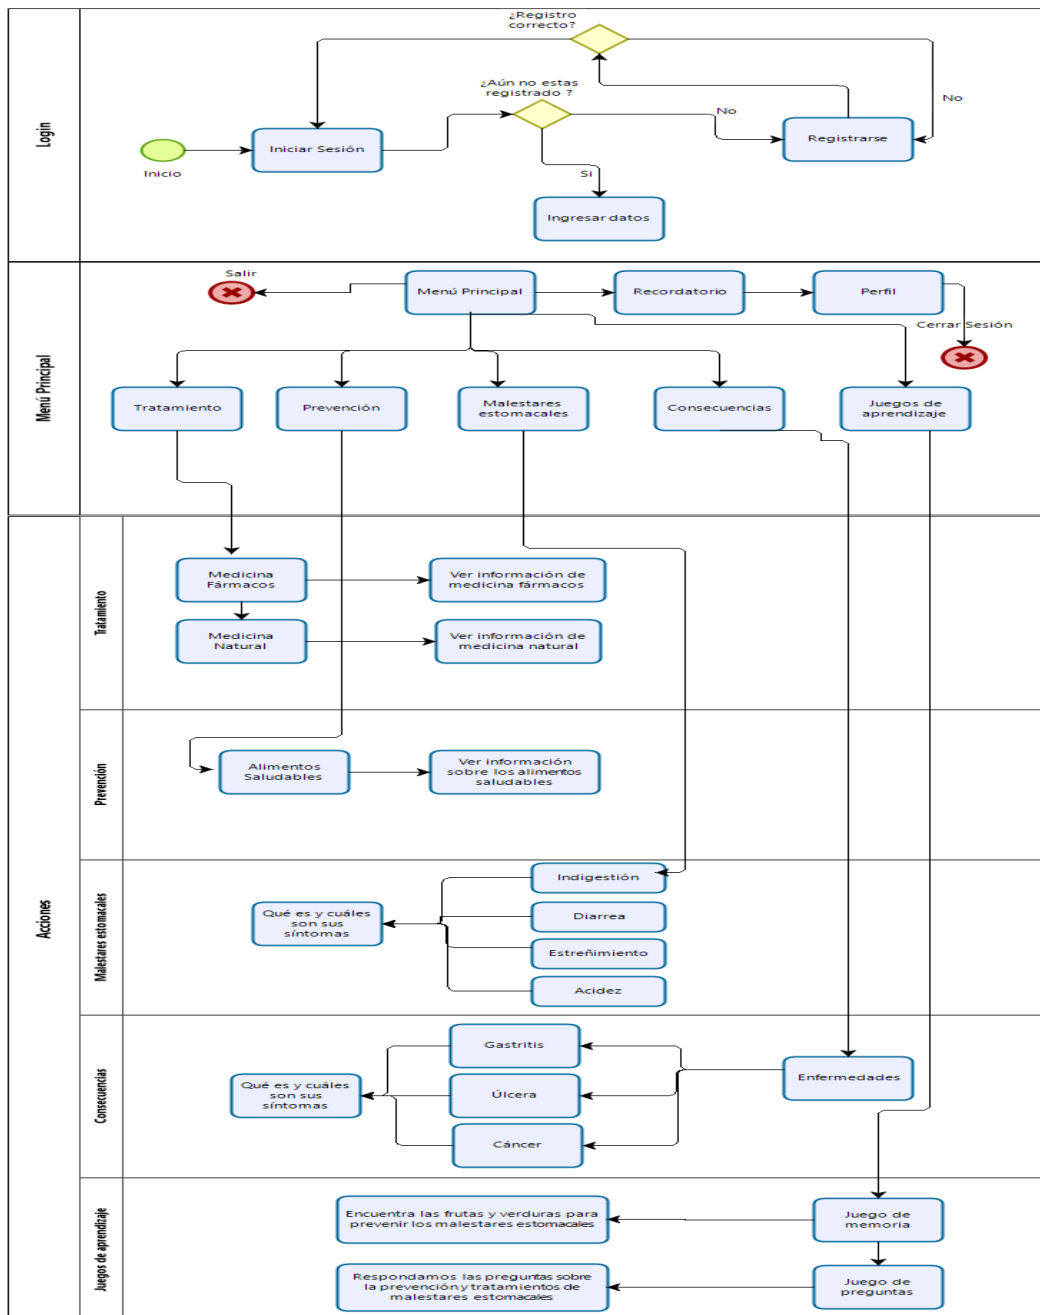 Login
¿Registro
correcto?
¿Aún no estas
registrado ?
No
No
Iniciar Sesión
Registrarse
Inicio
Si
Ingresar datos
Menú Principal
Salir
Menú Principal
Recordatorio
Perfil
Cerrar Sesión
Tratamiento
Prevención
Malestares
estomacales
Consecuencias
Juegos de
aprendizaje
Acciones
Tratamiento
Medicina
Fármacos
Ver información de
medicina fármacos
Medicina
Natural
Ver información de
medicina natural
Prevención
Alimentos
Saludables
Ver información
sobre los alimentos
saludables
Malestares estomacales
Indigestión
Qué es y cuáles
son sus
síntomas
Diarrea
Estreñimiento
Acidez
Consecuencias
Gastritis
Qué es y cuáles
son sus
síntomas
Úlcera
Enfermedades
Cáncer
Juegos de aprendizaje
Encuentra las frutas y verduras para
prevenir los malestares estomacales
Juego de
memoria
Respondamos las preguntas sobre
la prevención y tratamientos de
malestares estomacales
Juego de
preguntas